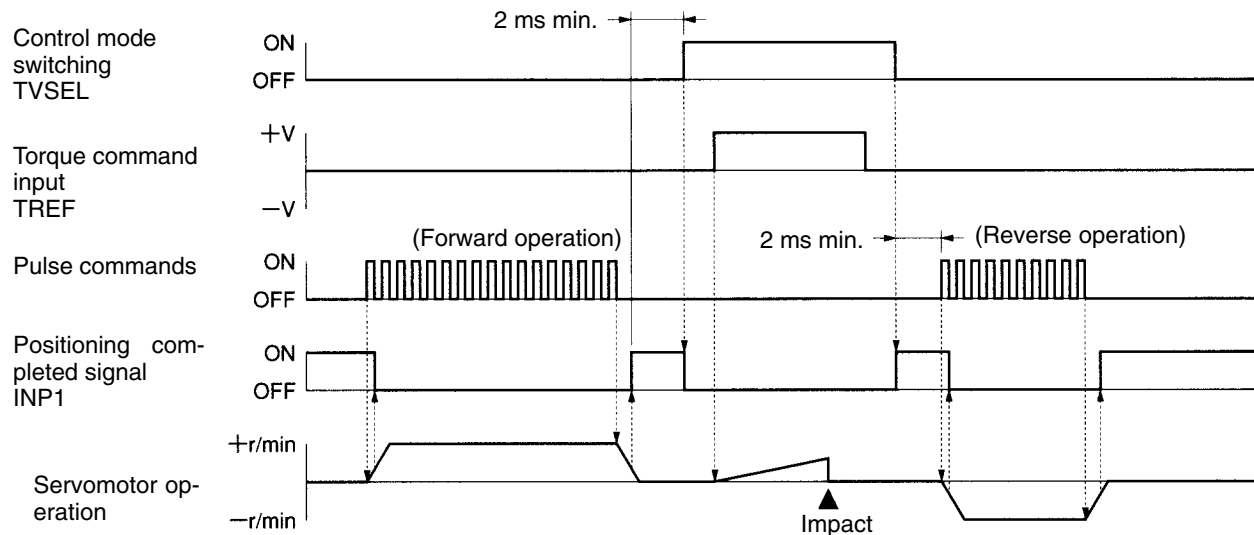 2 ms min.
Control mode
switching
TVSEL
ON
OFF
Torque command
input
TREF
+V
−V
(Forward operation)
2 ms min.
(Reverse operation)
Pulse commands
ON
OFF
Positioning com-
pleted signal
INP1
ON
OFF
Servomotor op-
eration
+r/min
−r/min
Impact